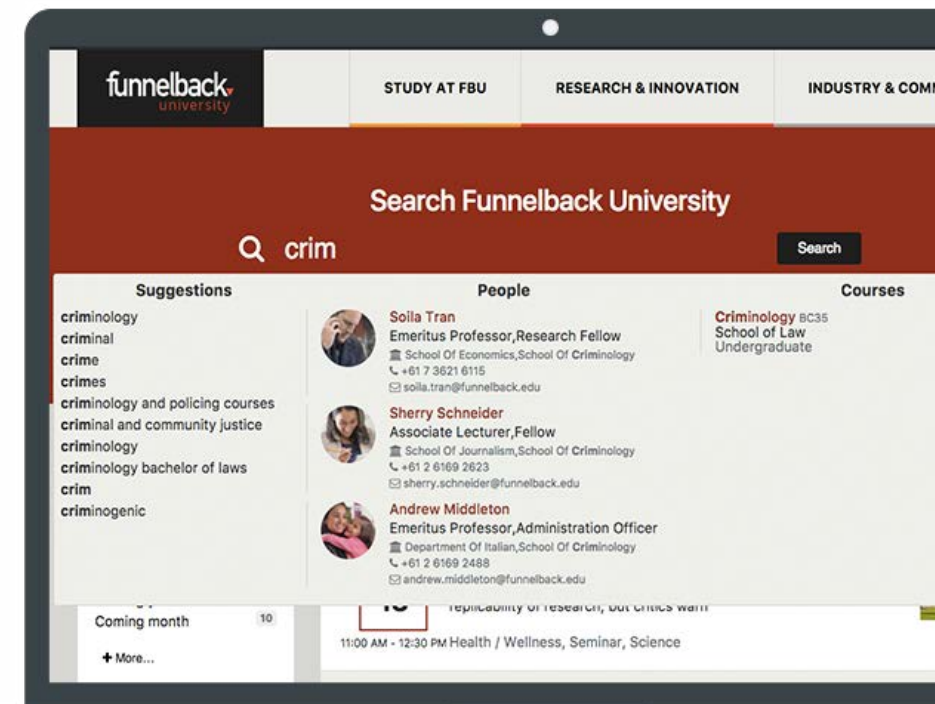 funnelback
university
STUDY AT FBU
RESEARCH & INNOVATION
INDUSTRY & COM
Search Funnelback University
crim
Search
Suggestions
criminology
criminal
crime
crimes
criminology and policing courses
criminal and community justice
criminology
criminology bachelor of laws
crim
criminogenic
People
Soila Tran
Emeritus Professor,Research Fellow
School Of Economics,School Of Criminology
+61 7 3621 6115
soila.tran@funnelback.edu
Sherry Schneider
Associate Lecturer,Fellow
School Of Journalism,School Of Criminology
+61 2 6169 2623
sherry.schneider@funnelback.edu
Andrew Middleton
Emeritus Professor,Administration Officer
Department Of Italian,School Of Criminology
+61 2 6169 2488
andrew.middleton@funnelback.edu
Courses
Criminology BC35
School of Law
Undergraduate
Coming month 10
+ More...
replicability of research, but critics warn
11:00 AM - 12:30 PM Health / Wellness, Seminar, Science